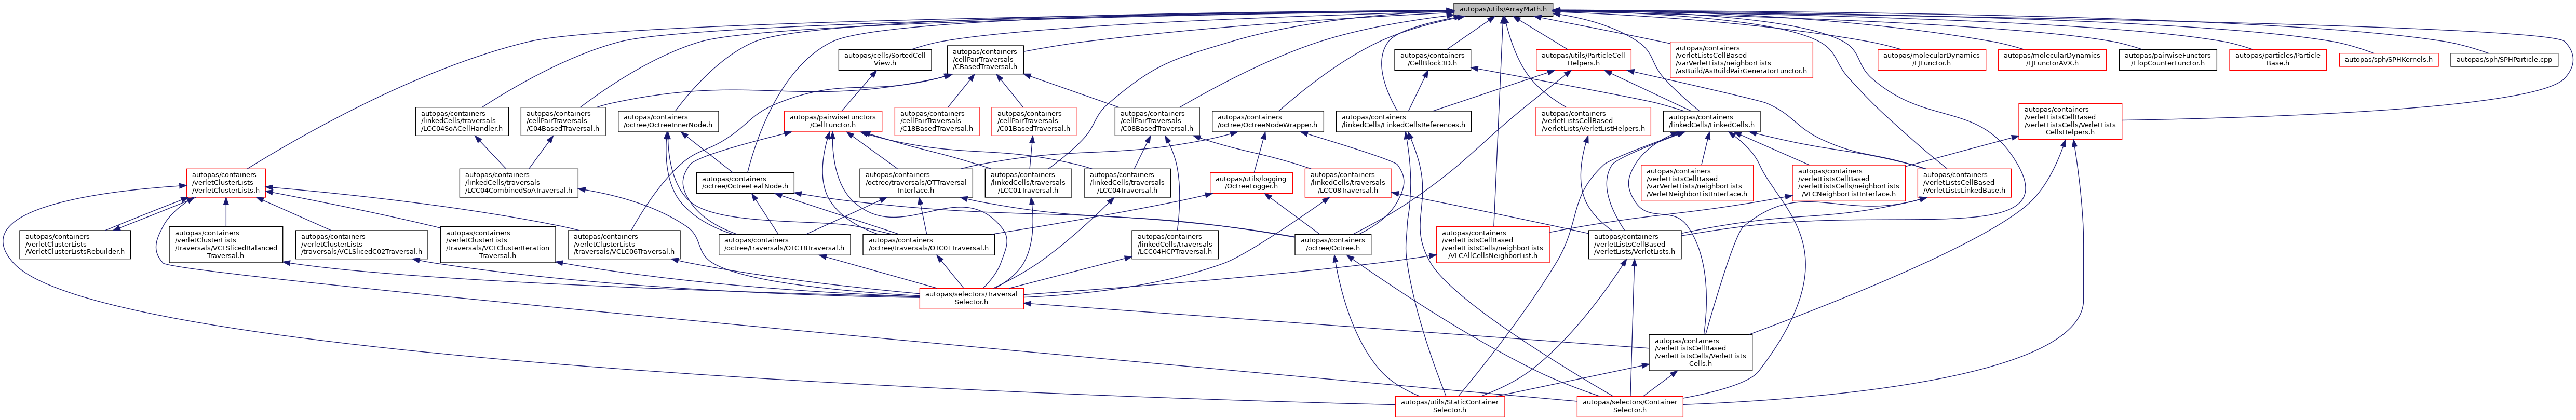 autopas/utils/ArrayMath.h
autopas/cells/SortedCell
View.h
autopas/containers
/cellPairTraversals
/CBasedTraversal.h
autopas/containers
/CellBlock3D.h
autopas/utils/ParticleCell
Helpers.h
autopas/containers
/verletListsCellBased
/varVerletLists/neighborLists
/asBuild/AsBuildPairGeneratorFunctor.h
autopas/molecularDynamics
/LJFunctor.h
autopas/molecularDynamics
/LJFunctorAVX.h
autopas/pairwiseFunctors
/FlopCounterFunctor.h
autopas/particles/Particle
Base.h
autopas/sph/SPHKernels.h
autopas/sph/SPHParticle.cpp
autopas/containers
/linkedCells/traversals
/LCC04SoACellHandler.h
autopas/containers
/cellPairTraversals
/C04BasedTraversal.h
autopas/containers
/octree/OctreeInnerNode.h
autopas/pairwiseFunctors
/CellFunctor.h
autopas/containers
/cellPairTraversals
/C18BasedTraversal.h
autopas/containers
/cellPairTraversals
/C01BasedTraversal.h
autopas/containers
/cellPairTraversals
/C08BasedTraversal.h
autopas/containers
/octree/OctreeNodeWrapper.h
autopas/containers
/linkedCells/LinkedCellsReferences.h
autopas/containers
/verletListsCellBased
/verletLists/VerletListHelpers.h
autopas/containers
/linkedCells/LinkedCells.h
autopas/containers
/verletListsCellBased
/verletListsCells/VerletLists
CellsHelpers.h
autopas/containers
/verletClusterLists
/VerletClusterLists.h
autopas/containers
/linkedCells/traversals
/LCC04CombinedSoATraversal.h
autopas/containers
/octree/OctreeLeafNode.h
autopas/containers
/octree/traversals/OTTraversal
Interface.h
autopas/containers
/linkedCells/traversals
/LCC01Traversal.h
autopas/containers
/linkedCells/traversals
/LCC04Traversal.h
autopas/utils/logging
/OctreeLogger.h
autopas/containers
/linkedCells/traversals
/LCC08Traversal.h
autopas/containers
/verletListsCellBased
/varVerletLists/neighborLists
/VerletNeighborListInterface.h
autopas/containers
/verletListsCellBased
/verletListsCells/neighborLists
/VLCNeighborListInterface.h
autopas/containers
/verletListsCellBased
/VerletListsLinkedBase.h
autopas/containers
/verletClusterLists
/VerletClusterListsRebuilder.h
autopas/containers
/verletClusterLists
/traversals/VCLSlicedBalanced
Traversal.h
autopas/containers
/verletClusterLists
/traversals/VCLSlicedC02Traversal.h
autopas/containers
/verletClusterLists
/traversals/VCLClusterIteration
Traversal.h
autopas/containers
/verletClusterLists
/traversals/VCLC06Traversal.h
autopas/containers
/octree/traversals/OTC18Traversal.h
autopas/containers
/octree/traversals/OTC01Traversal.h
autopas/containers
/linkedCells/traversals
/LCC04HCPTraversal.h
autopas/containers
/octree/Octree.h
autopas/containers
/verletListsCellBased
/verletListsCells/neighborLists
/VLCAllCellsNeighborList.h
autopas/containers
/verletListsCellBased
/verletLists/VerletLists.h
autopas/selectors/Traversal
Selector.h
autopas/containers
/verletListsCellBased
/verletListsCells/VerletLists
Cells.h
autopas/utils/StaticContainer
Selector.h
autopas/selectors/Container
Selector.h